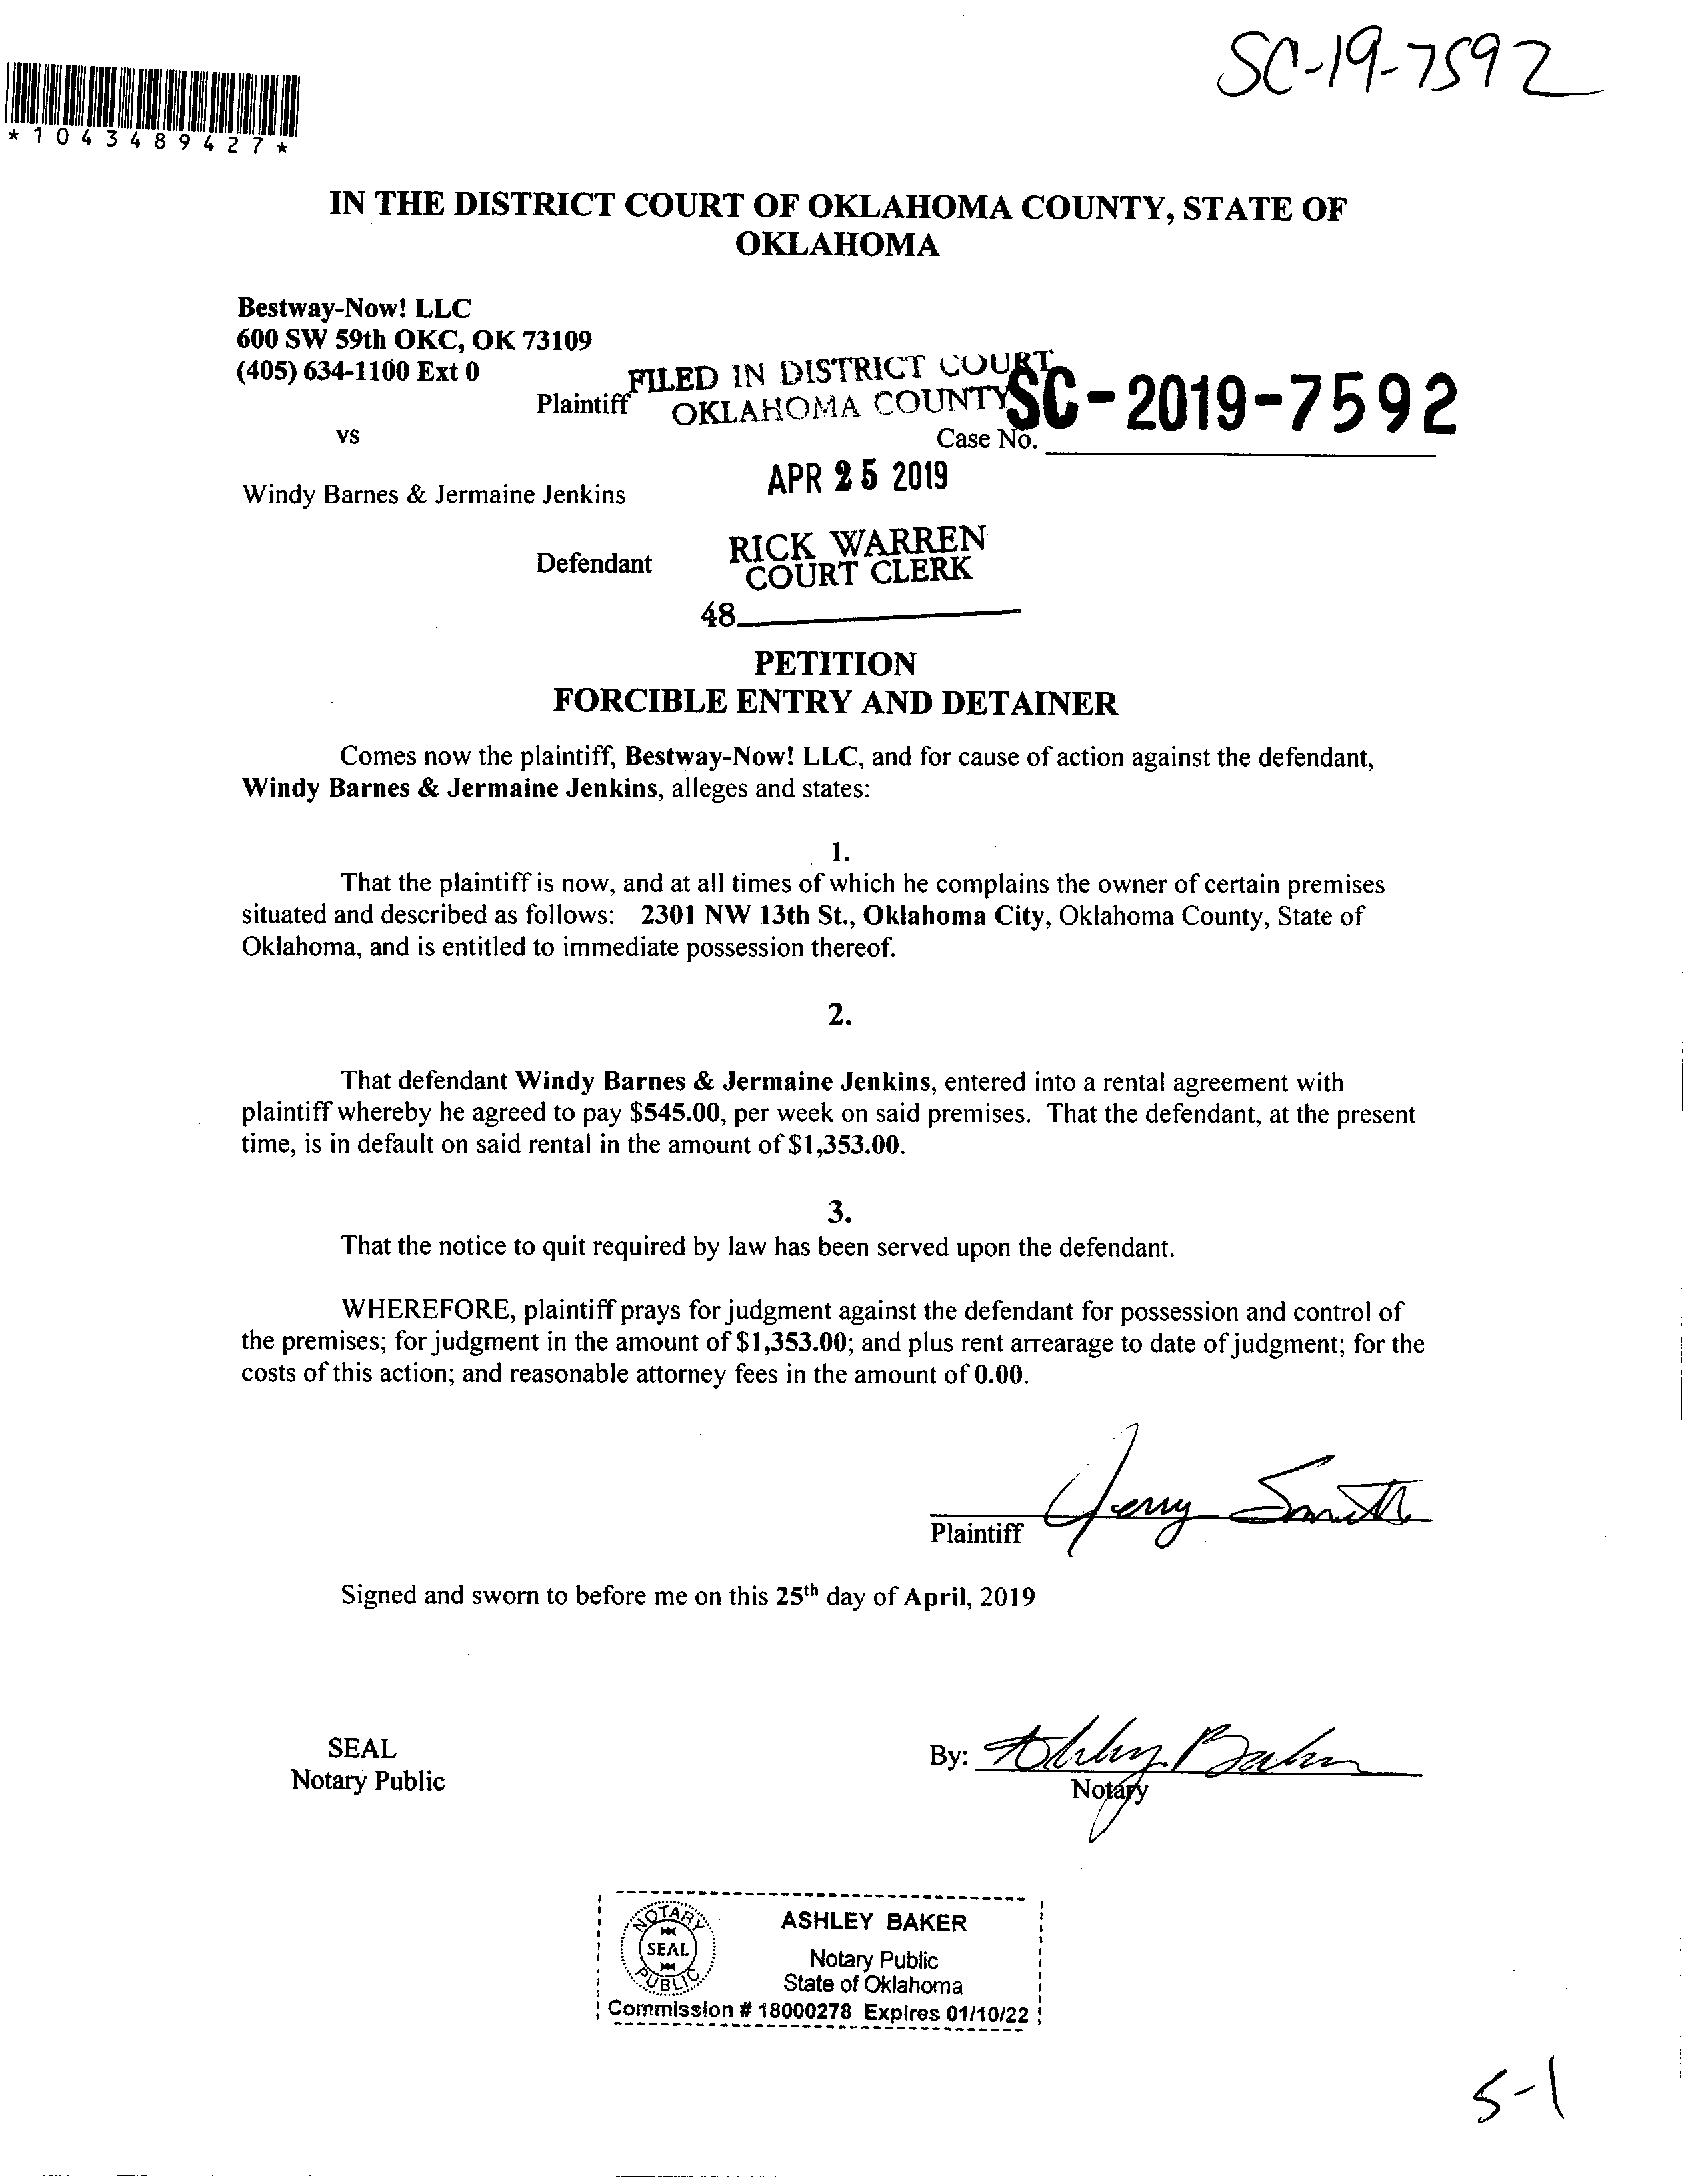 SC-19-7592
*1043489427*
IN THE DISTRICT COURT OF OKLAHOMA COUNTY, STATE OF
OKLAHOMA
Bestway-Now! LLC
600 SW 59th OKC, OK 73109
(405) 634-1100 Ext 0
Plaintiff
FILED IN DISTRICT COURT
OKLAHOMA COUNTY
SC-2019-7592
vs
Case No.
APR 25 2019
Windy Barnes & Jermaine Jenkins
RICK WARREN
Defendant
COURT CLERK
48
PETITION
FORCIBLE ENTRY AND DETAINER
Comes now the plaintiff, Bestway-Now! LLC, and for cause of action against the defendant,
Windy Barnes & Jermaine Jenkins, alleges and states:
1.
That the plaintiff is now, and at all times of which he complains the owner of certain premises
situated and described as follows: 2301 NW 13th St., Oklahoma City, Oklahoma County, State of
Oklahoma, and is entitled to immediate possession thereof.
2.
That defendant Windy Barnes & Jermaine Jenkins, entered into a rental agreement with
plaintiff whereby he agreed to pay $545.00, per week on said premises. That the defendant, at the present
time, is in default on said rental in the amount of $1,353.00.
3.
That the notice to quit required by law has been served upon the defendant.
WHEREFORE, plaintiff prays for judgment against the defendant for possession and control of
the premises; for judgment in the amount of $1,353.00; and plus rent arrearage to date of judgment; for the
costs of this action; and reasonable attorney fees in the amount of 0.00.
Jerry Smith
Plaintiff
Signed and sworn to before me on this 25th day of April, 2019
SEAL
Notary Public
By: Ashley Baker
Notary
NOTARY
SEAL
PUBLIC
ASHLEY BAKER
Notary Public
State of Oklahoma
Commission # 18000278 Expires 01/10/22
5-1